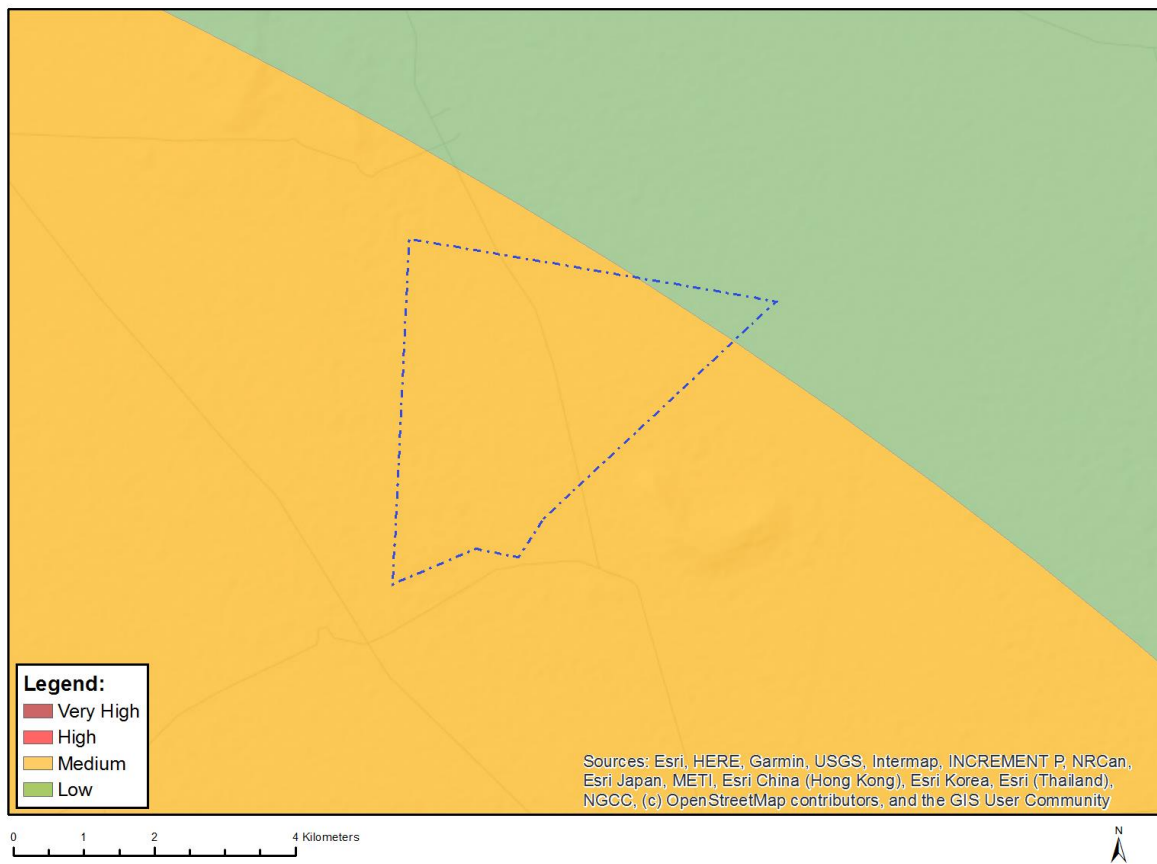 Legend:
Very High
High
Medium
Low
Sources: Esri, HERE, Garmin, USGS, Intermap, INCREMENT P, NRCan,
Esri Japan, METI, Esri China (Hong Kong), Esri Korea, Esri (Thailand),
NGCC, (c) OpenStreetMap contributors, and the GIS User Community
0 1 2 4 Kilometers
N